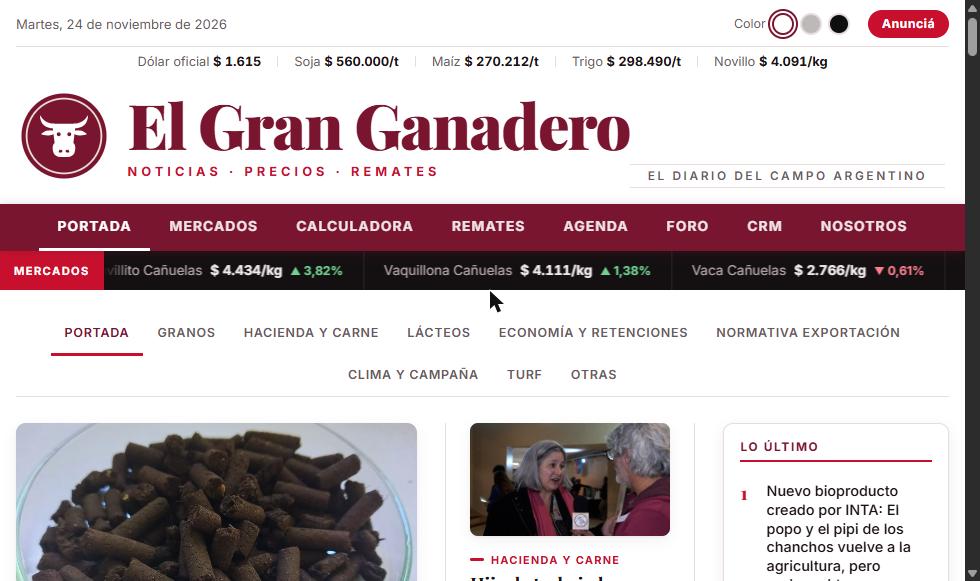 Martes, 24 de noviembre de 2026
Color
Anunciá
Dólar oficial $ 1.615
Soja $ 560.000/t
Maíz $ 270.212/t
Trigo $ 298.490/t
Novillo $ 4.091/kg
El Gran Ganadero
NOTICIAS · PRECIOS · REMATES
EL DIARIO DEL CAMPO ARGENTINO
PORTADA MERCADOS CALCULADORA REMATES AGENDA FORO CRM NOSOTROS
MERCADOS
Cañuelas $ 4.434/kg ▲ 3,82%
Vaquillona Cañuelas $ 4.111/kg ▲ 1,38%
Vaca Cañuelas $ 2.766/kg ▼ 0,61%
PORTADA GRANOS HACIENDA Y CARNE LÁCTEOS ECONOMÍA Y RETENCIONES NORMATIVA EXPORTACIÓN
CLIMA Y CAMPAÑA TURF OTRAS
HACIENDA Y CARNE
LO ÚLTIMO
1
Nuevo bioproducto
creado por INTA: El
popo y el pipi de los
chanchos vuelve a la
agricultura, pero